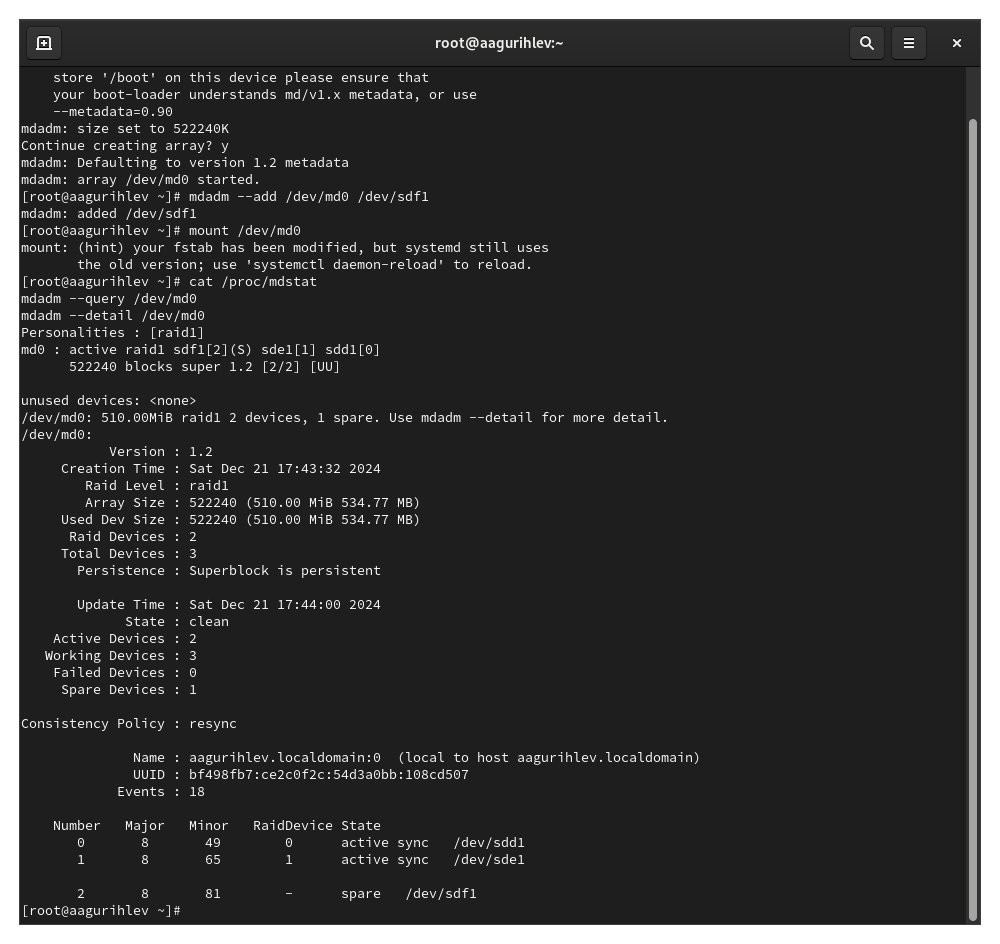 root@aagurihlev:~
    store '/boot' on this device please ensure that
    your boot-loader understands md/v1.x metadata, or use
    --metadata=0.90
mdadm: size set to 522240K
Continue creating array? y
mdadm: Defaulting to version 1.2 metadata
mdadm: array /dev/md0 started.
[root@aagurihlev ~]# mdadm --add /dev/md0 /dev/sdf1
mdadm: added /dev/sdf1
[root@aagurihlev ~]# mount /dev/md0
mount: (hint) your fstab has been modified, but systemd still uses
       the old version; use 'systemctl daemon-reload' to reload.
[root@aagurihlev ~]# cat /proc/mdstat
mdadm --query /dev/md0
mdadm --detail /dev/md0
Personalities : [raid1]
md0 : active raid1 sdf1[2](S) sde1[1] sdd1[0]
      522240 blocks super 1.2 [2/2] [UU]

unused devices: <none>
/dev/md0: 510.00MiB raid1 2 devices, 1 spare. Use mdadm --detail for more detail.
/dev/md0:
           Version : 1.2
     Creation Time : Sat Dec 21 17:43:32 2024
        Raid Level : raid1
        Array Size : 522240 (510.00 MiB 534.77 MB)
     Used Dev Size : 522240 (510.00 MiB 534.77 MB)
      Raid Devices : 2
     Total Devices : 3
       Persistence : Superblock is persistent

       Update Time : Sat Dec 21 17:44:00 2024
             State : clean
    Active Devices : 2
   Working Devices : 3
    Failed Devices : 0
     Spare Devices : 1

Consistency Policy : resync

              Name : aagurihlev.localdomain:0  (local to host aagurihlev.localdomain)
              UUID : bf498fb7:ce2c0f2c:54d3a0bb:108cd507
            Events : 18

    Number   Major   Minor   RaidDevice State
       0       8       49        0      active sync   /dev/sdd1
       1       8       65        1      active sync   /dev/sde1

       2       8       81        -      spare   /dev/sdf1
[root@aagurihlev ~]#